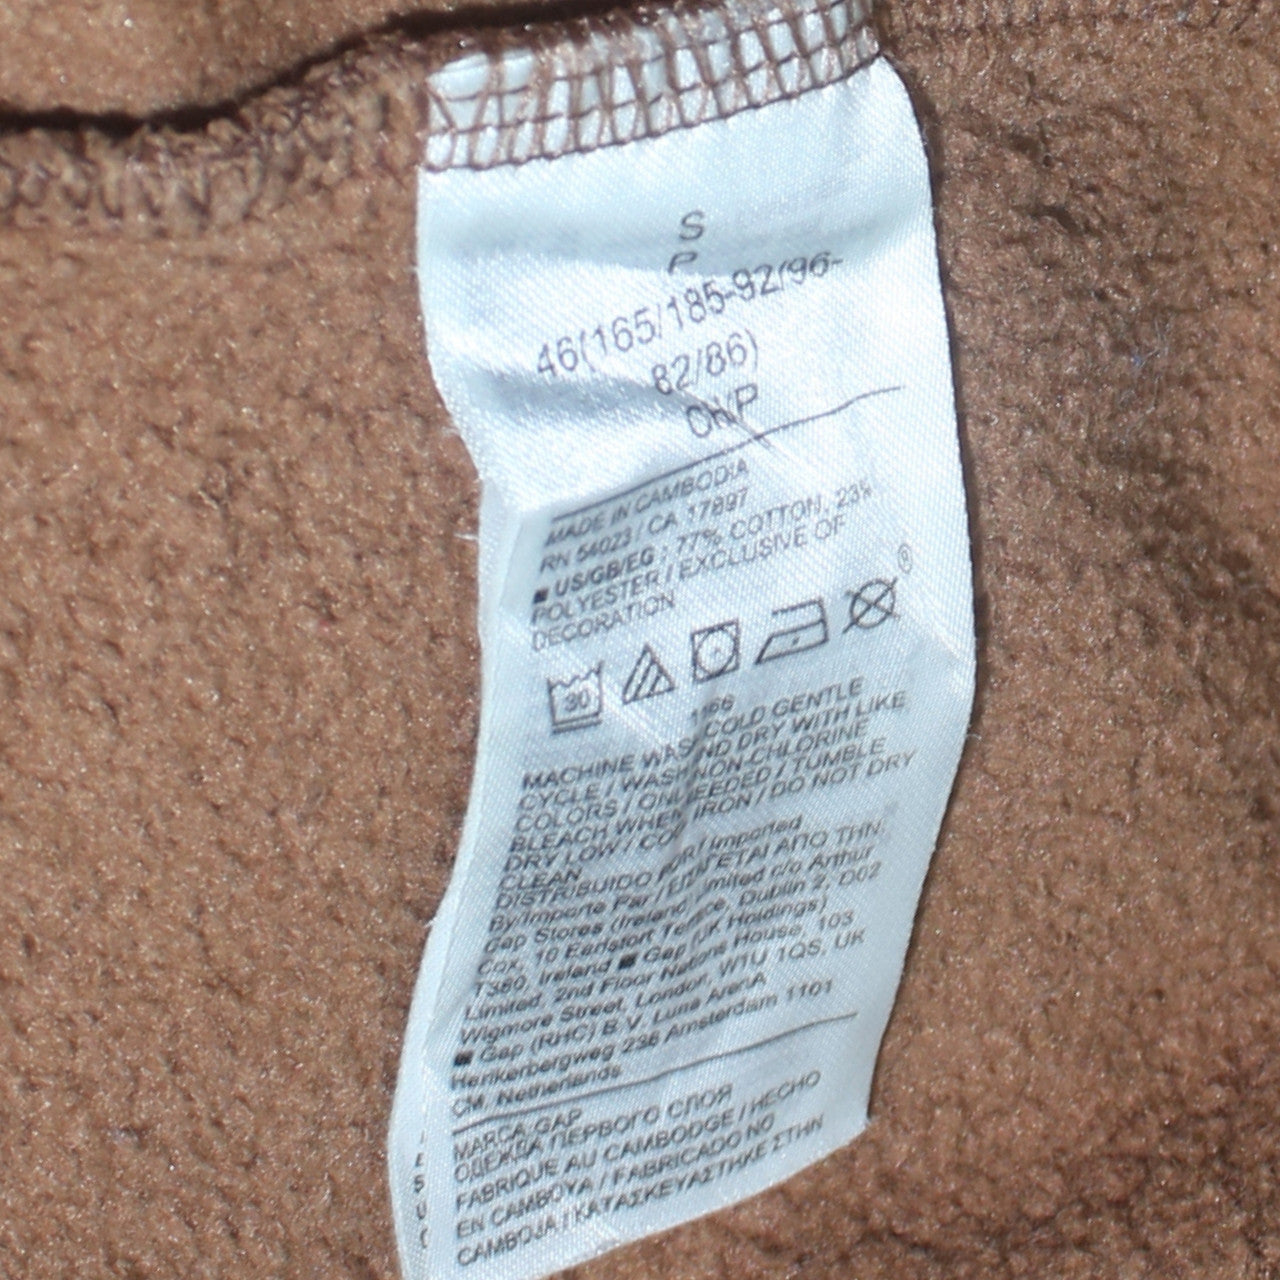 S
P
46(165/185-92/96-
82/86)
Ch/P
MADE IN CAMBODIA
RN 54023 / CA 17897
■ US/GB/EG : 77% COTTON, 23%
POLYESTER / EXCLUSIVE OF
DECORATION
®
30
1166
MACHINE WASH COLD GENTLE
CYCLE / WASH AND DRY WITH LIKE
COLORS / ONLY NON-CHLORINE
BLEACH WHEN NEEDED / TUMBLE
DRY LOW / COOL IRON / DO NOT DRY
CLEAN
DISTRIBUIDO POR / Imported
By/Importe Par / ΕΙΣΑΓΕΤΑΙ ΑΠΟ ΤΗΝ:
Gap Stores (Ireland) Limited c/o Arthur
Cox, 10 Earlsfort Terrace, Dublin 2, D02
T380, Ireland ■ Gap (UK Holdings)
Limited, 2nd Floor Nations House, 103
Wigmore Street, London, W1U 1QS, UK
■ Gap (RHC) B.V. Luna ArenA
Herikerbergweg 238 Amsterdam 1101
CM, Netherlands
MARCA GAP
ОДЕЖДА ПЕРВОГО СЛОЯ
FABRIQUE AU CAMBODGE / HECHO
EN CAMBOYA / FABRICADO NO
CAMBOJA / ΚΑΤΑΣΚΕΥΑΣΤΗΚΕ ΣΤΗΝ